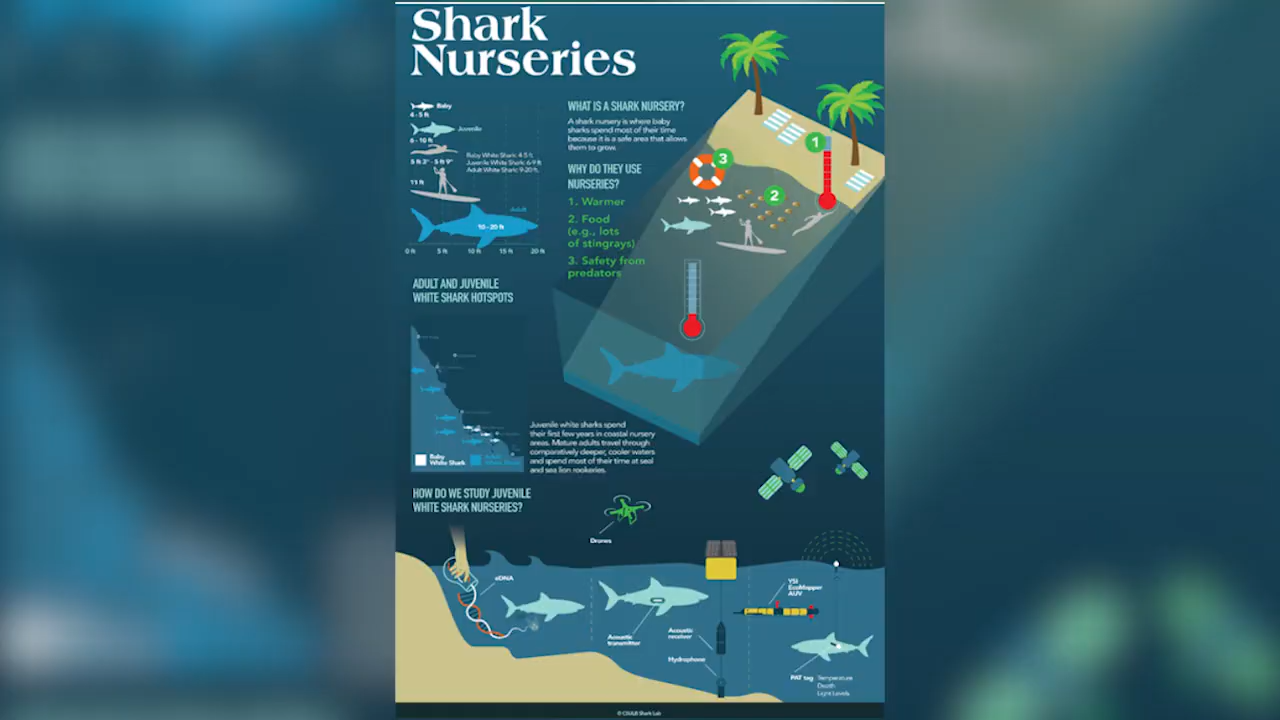 Shark
Nurseries
Baby
4 - 5 ft
Juvenile
6 - 10 ft
5 ft 2" - 5 ft 9"
Baby White Shark: 4-5 ft.
Juvenile White Shark: 6-9 ft
Adult White Shark: 9-20 ft.
11 ft
Adult
10 - 20 ft
0 ft 5 ft 10 ft 15 ft 20 ft
WHAT IS A SHARK NURSERY?
A shark nursery is where baby
sharks spend most of their time
because it is a safe area that allows
them to grow.
WHY DO THEY USE
NURSERIES?
1. Warmer
2. Food
(e.g., lots
of stingrays)
3. Safety from
predators
1
3
2
ADULT AND JUVENILE
WHITE SHARK HOTSPOTS
Baby
White Shark
Adult
White Shark
Juvenile white sharks spend
their first few years in coastal nursery
areas. Mature adults travel through
comparatively deeper, cooler waters
and spend most of their time at seal
and sea lion rookeries.
HOW DO WE STUDY JUVENILE
WHITE SHARK NURSERIES?
Drones
eDNA
Acoustic
transmitter
Acoustic
receiver
Hydrophone
YSI
EcoMapper
AUV
PAT tag
Temperature
Depth
Light Levels
© CSULB Shark Lab